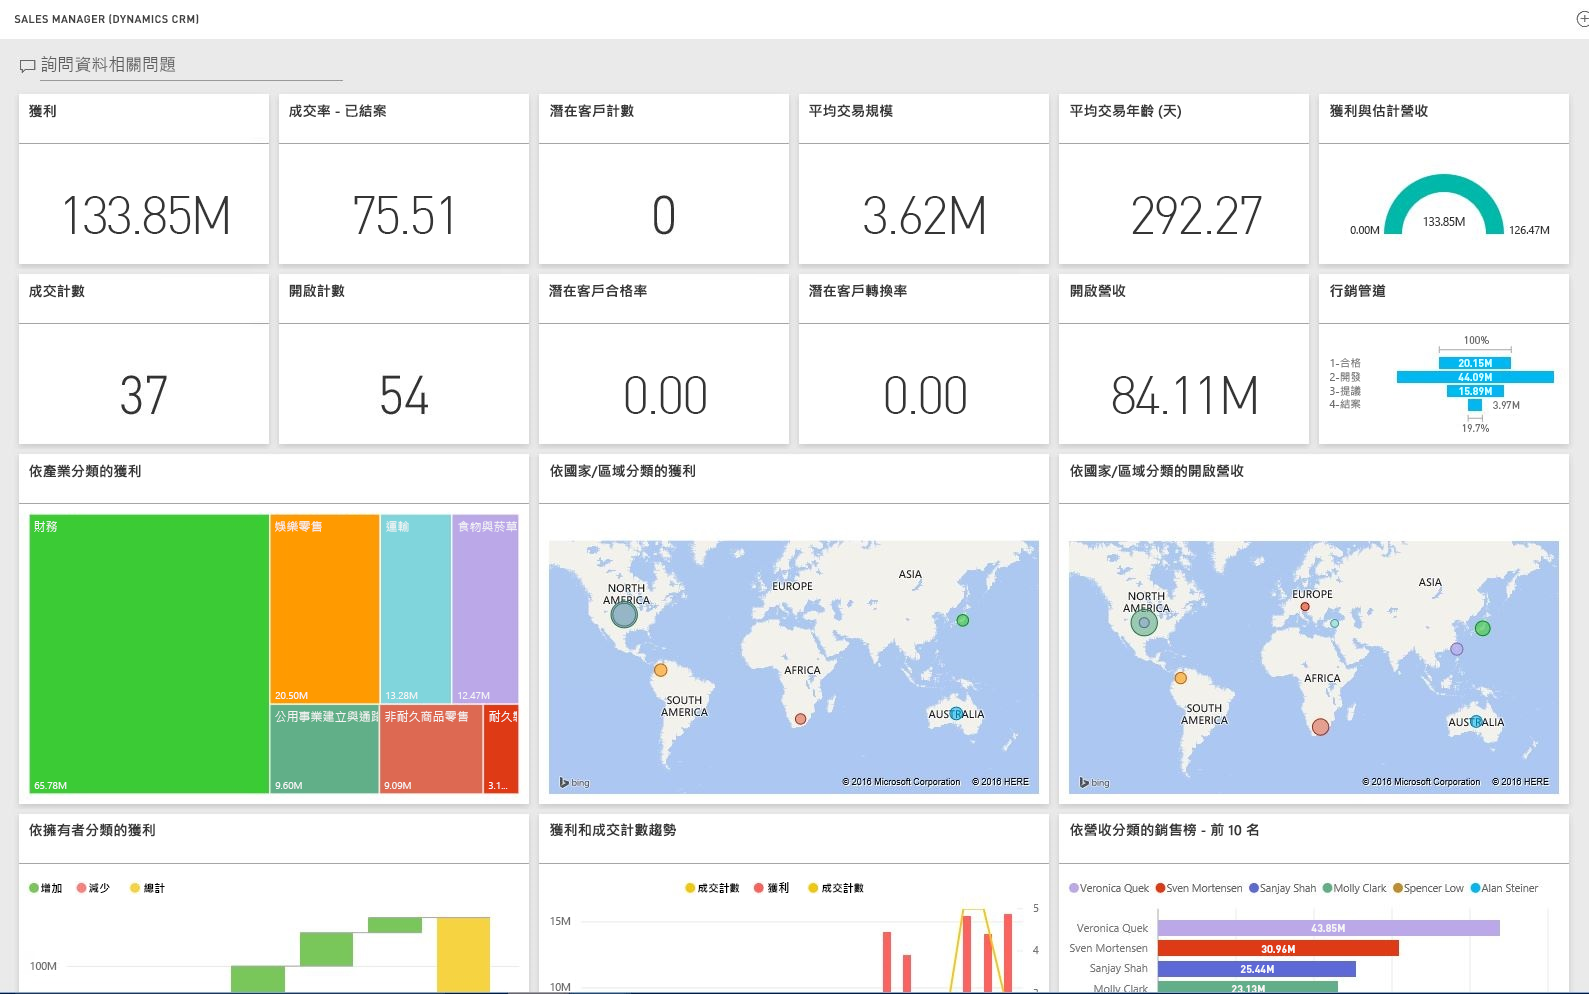 SALES MANAGER (DYNAMICS CRM)
詢問資料相關問題
獲利
133.85M
成交率 - 已結案
75.51
潛在客戶計數
0
平均交易規模
3.62M
平均交易年齡 (天)
292.27
獲利與估計營收
133.85M
0.00M
126.47M
成交計數
37
開啟計數
54
潛在客戶合格率
0.00
潛在客戶轉換率
0.00
開啟營收
84.11M
行銷管道
100%
1-合格 20.15M
2-開發 44.09M
3-提議 15.89M
4-結案 3.97M
19.7%
依產業分類的獲利
財務
65.78M
娛樂零售
20.50M
運輸
13.28M
食物與菸草
12.47M
公用事業建立與通
9.60M
非耐久商品零售
9.09M
耐久
3.1...
依國家/區域分類的獲利
NORTH
AMERICA
EUROPE
ASIA
AFRICA
SOUTH
AMERICA
AUSTRALIA
bing
© 2016 Microsoft Corporation © 2016 HERE
依國家/區域分類的開啟營收
NORTH
AMERICA
EUROPE
ASIA
AFRICA
SOUTH
AMERICA
AUSTRALIA
bing
© 2016 Microsoft Corporation © 2016 HERE
依擁有者分類的獲利
增加 減少 總計
100M
獲利和成交計數趨勢
成交計數 獲利 成交計數
15M
10M
5
4
依營收分類的銷售榜 - 前 10 名
Veronica Quek Sven Mortensen Sanjay Shah Molly Clark Spencer Low Alan Steiner
Veronica Quek 43.85M
Sven Mortensen 30.96M
Sanjay Shah 25.44M
Molly Clark 23.13M